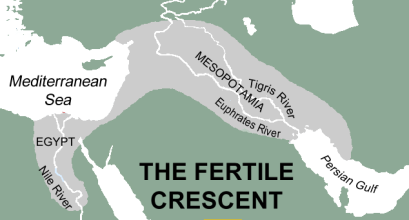 Mediterranean
Sea
MESOPOTAMIA
Tigris River
Euphrates River
EGYPT
Nile River
Persian Gulf
THE FERTILE
CRESCENT